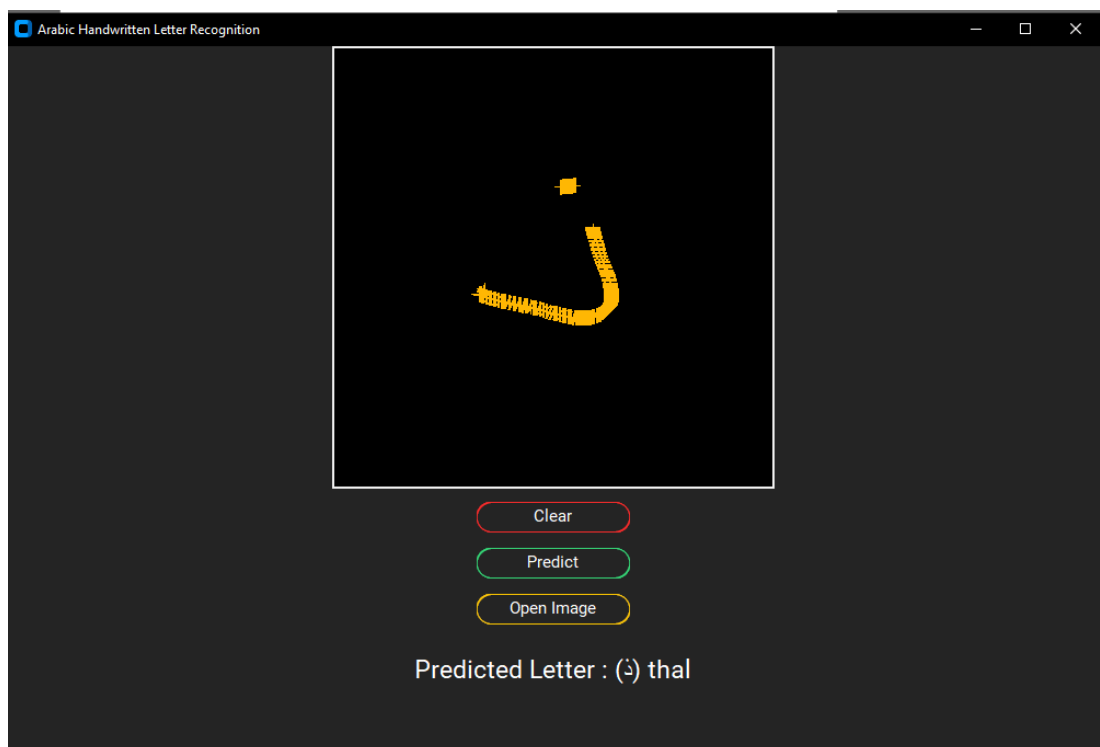 Arabic Handwritten Letter Recognition
ذ
Clear
Predict
Open Image
Predicted Letter : (ذ) thal